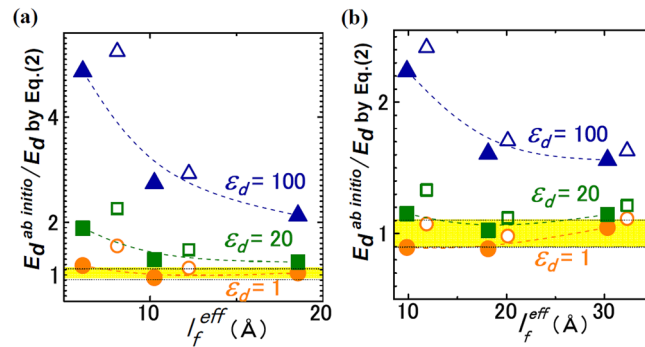 (a)
E_d^{ab initio}/E_d by Eq.(2)
4
2
1
ε_d = 100
ε_d = 20
ε_d = 1
10
20
l_f^{eff} (Å)
(b)
E_d^{ab initio}/E_d by Eq.(2)
2
1
ε_d = 100
ε_d = 20
ε_d = 1
10
20
30
l_f^{eff} (Å)